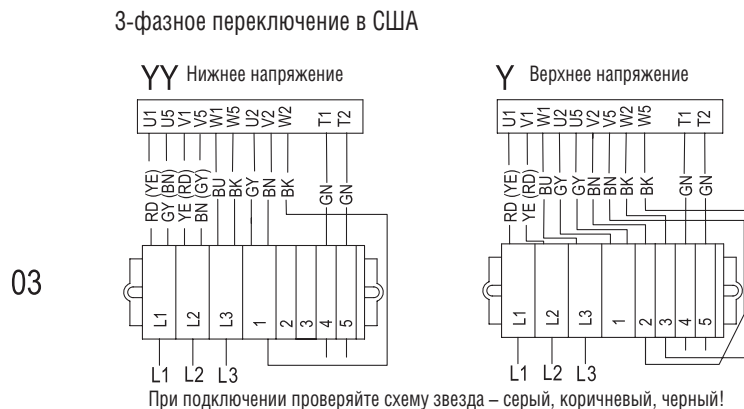 3-фазное переключение в США
YY Нижнее напряжение
Y Верхнее напряжение
U1 U5 V1 V5 W1 W5 U2 V2 W2 T1 T2
U1 V1 W1 U2 U5 V2 V5 W2 W5 T1 T2
RD (YE) GY (BN) YE (RD) BN (GY) BU BK GY BN BK GN GN
RD (YE) YE (RD) BU GY GY BN BN BK BK GN GN
03
L1 L2 L3 1 2 3 4 5
L1 L2 L3 1 2 3 4 5
L1 L2 L3
L1 L2 L3
При подключении проверяйте схему звезда – серый, коричневый, черный!